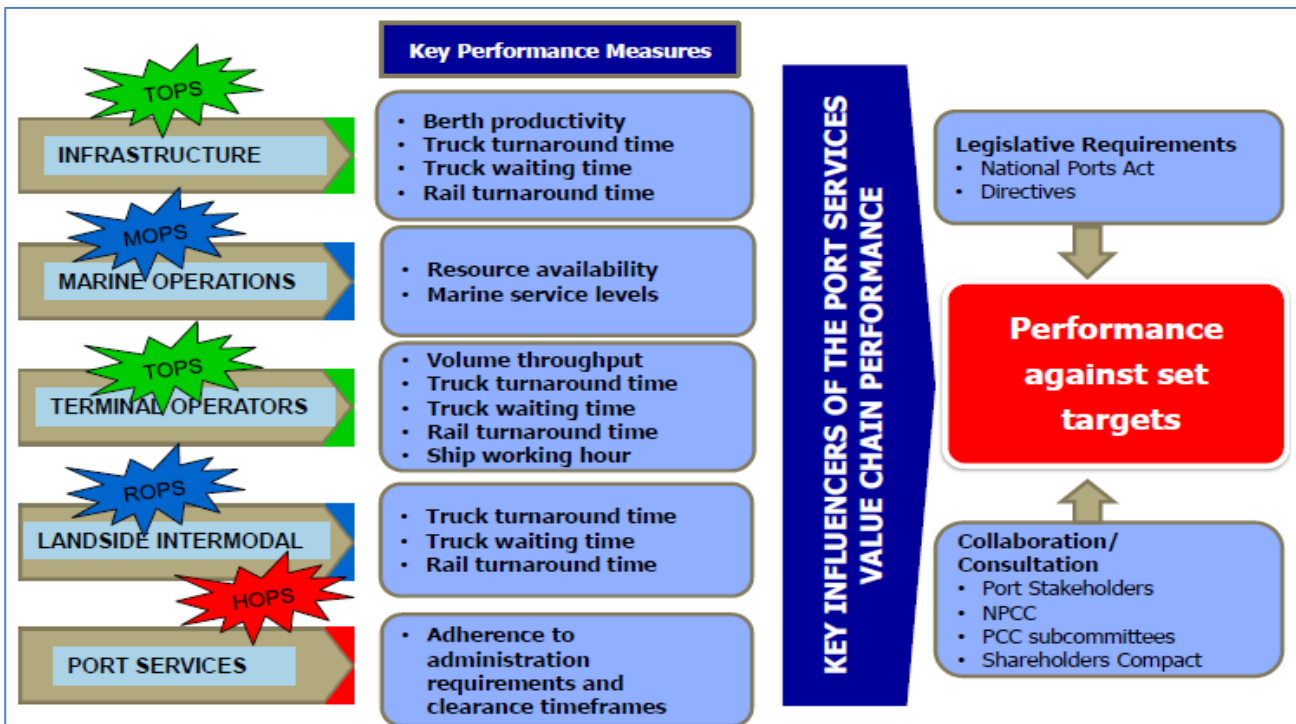 Key Performance Measures
TOPS
INFRASTRUCTURE
• Berth productivity
• Truck turnaround time
• Truck waiting time
• Rail turnaround time
MOPS
MARINE OPERATIONS
• Resource availability
• Marine service levels
TOPS
TERMINAL OPERATORS
• Volume throughput
• Truck turnaround time
• Truck waiting time
• Rail turnaround time
• Ship working hour
ROPS
LANDSIDE INTERMODAL
• Truck turnaround time
• Truck waiting time
• Rail turnaround time
HOPS
PORT SERVICES
• Adherence to
administration
requirements and
clearance timeframes
KEY INFLUENCERS OF THE PORT SERVICES
VALUE CHAIN PERFORMANCE
Legislative Requirements
• National Ports Act
• Directives
Performance
against set
targets
Collaboration/
Consultation
• Port Stakeholders
• NPCC
• PCC subcommittees
• Shareholders Compact